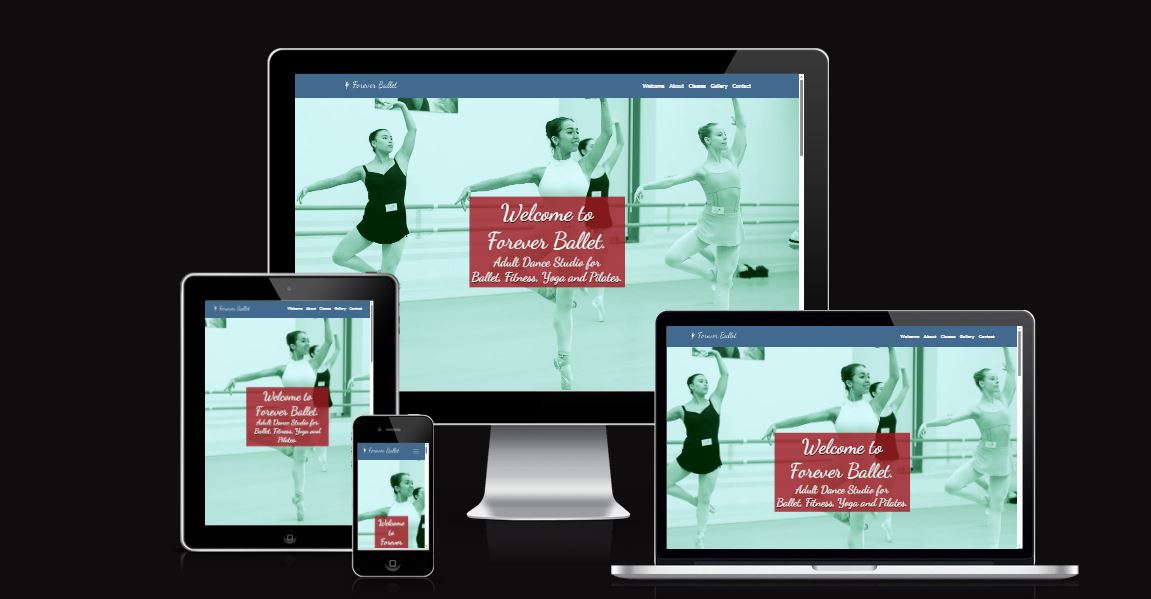 Forever Ballet
Welcome About Classes Gallery Contact
Welcome to
Forever Ballet.
Adult Dance Studio for
Ballet, Fitness, Yoga and Pilates.
Forever Ballet
Welcome About Classes Gallery Contact
Welcome to
Forever Ballet.
Adult Dance Studio for
Ballet, Fitness, Yoga and
Pilates.
Forever Ballet
Welcome
to
Forever
Forever Ballet
Welcome About Classes Gallery Contact
Welcome to
Forever Ballet.
Adult Dance Studio for
Ballet, Fitness, Yoga and Pilates.